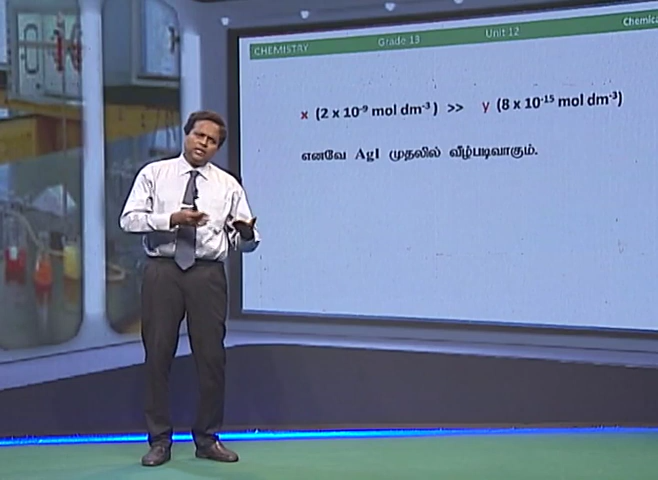 CHEMISTRY Grade 13 Unit 12
x (2 x 10⁻⁹ mol dm⁻³) >> y (8 x 10⁻¹⁵ mol dm⁻³)
எனவே AgI முதலில் வீழ்படிவாகும்.